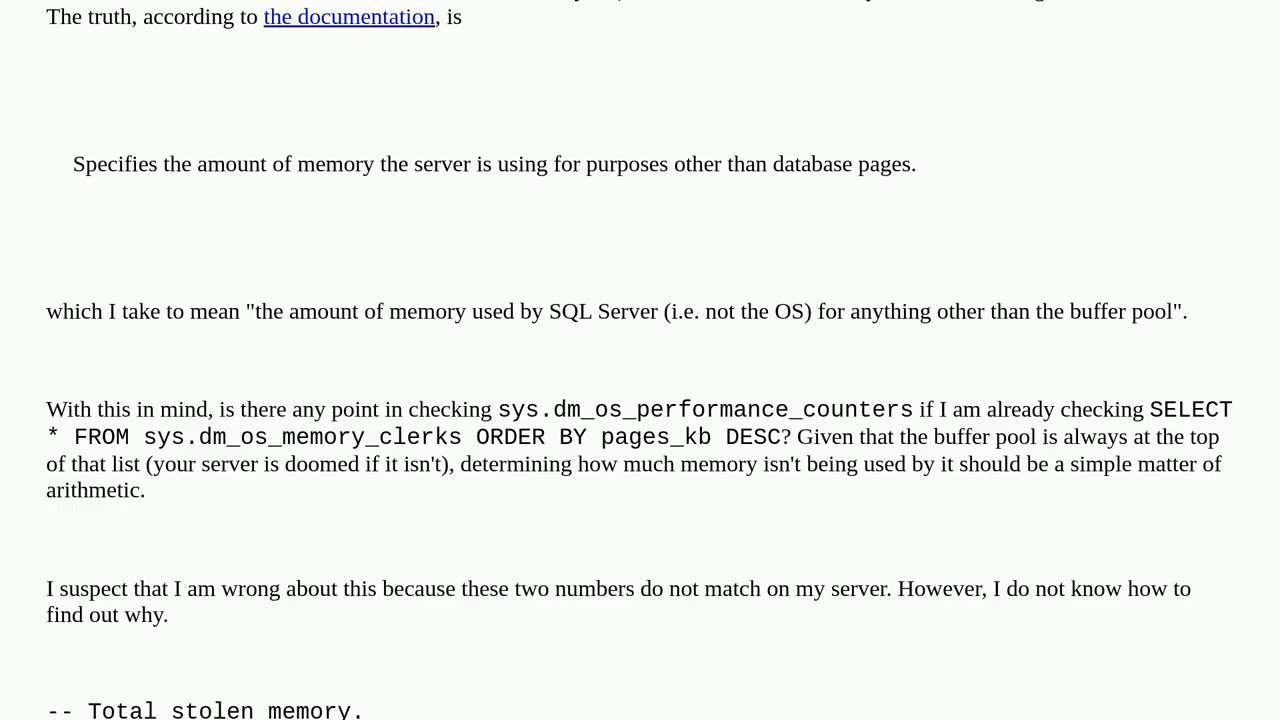 The truth, according to the documentation, is
Specifies the amount of memory the server is using for purposes other than database pages.
which I take to mean "the amount of memory used by SQL Server (i.e. not the OS) for anything other than the buffer pool".
With this in mind, is there any point in checking sys.dm_os_performance_counters if I am already checking SELECT
* FROM sys.dm_os_memory_clerks ORDER BY pages_kb DESC? Given that the buffer pool is always at the top
of that list (your server is doomed if it isn't), determining how much memory isn't being used by it should be a simple matter of
arithmetic.
I suspect that I am wrong about this because these two numbers do not match on my server. However, I do not know how to
find out why.
-- Total stolen memory.